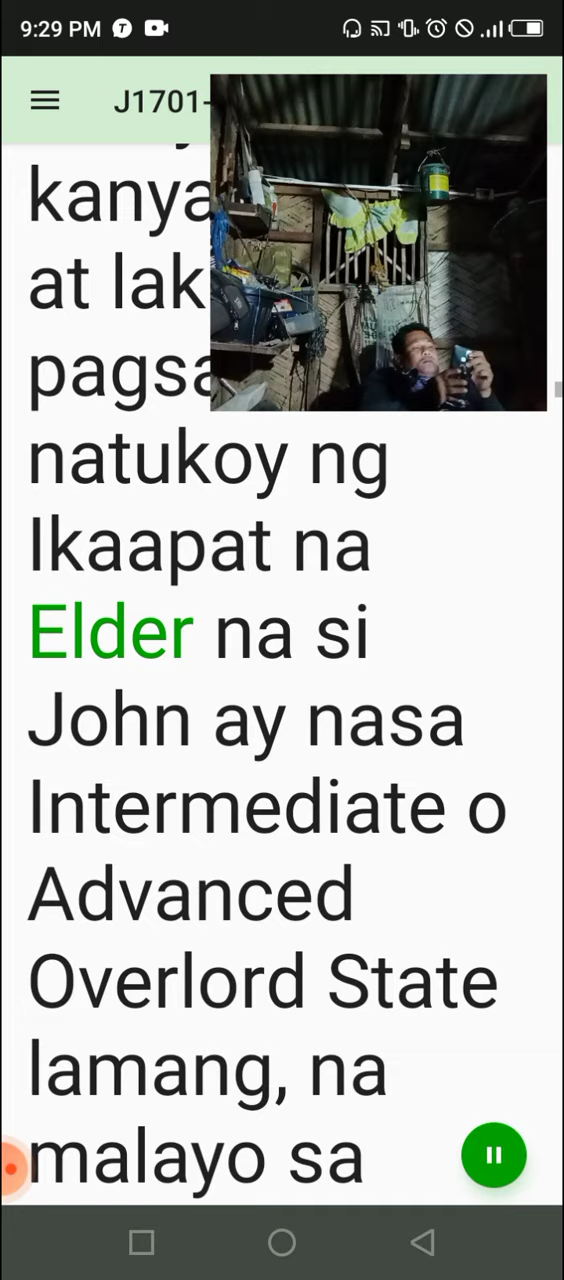 9:29 PM
J1701-
kanya
at lak
pagsa
natukoy ng
Ikaapat na
Elder na si
John ay nasa
Intermediate o
Advanced
Overlord State
lamang, na
malayo sa